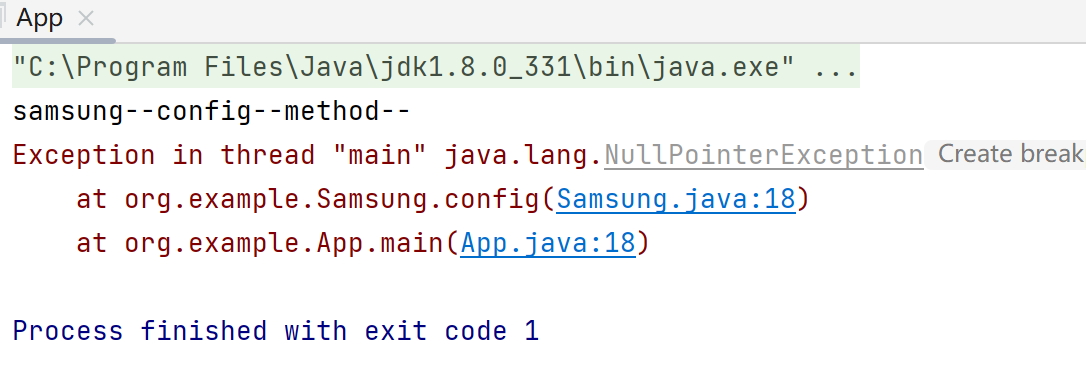 App
"C:\Program Files\Java\jdk1.8.0_331\bin\java.exe" ...
samsung--config--method--
Exception in thread "main" java.lang.NullPointerException Create break
    at org.example.Samsung.config(Samsung.java:18)
    at org.example.App.main(App.java:18)
Process finished with exit code 1